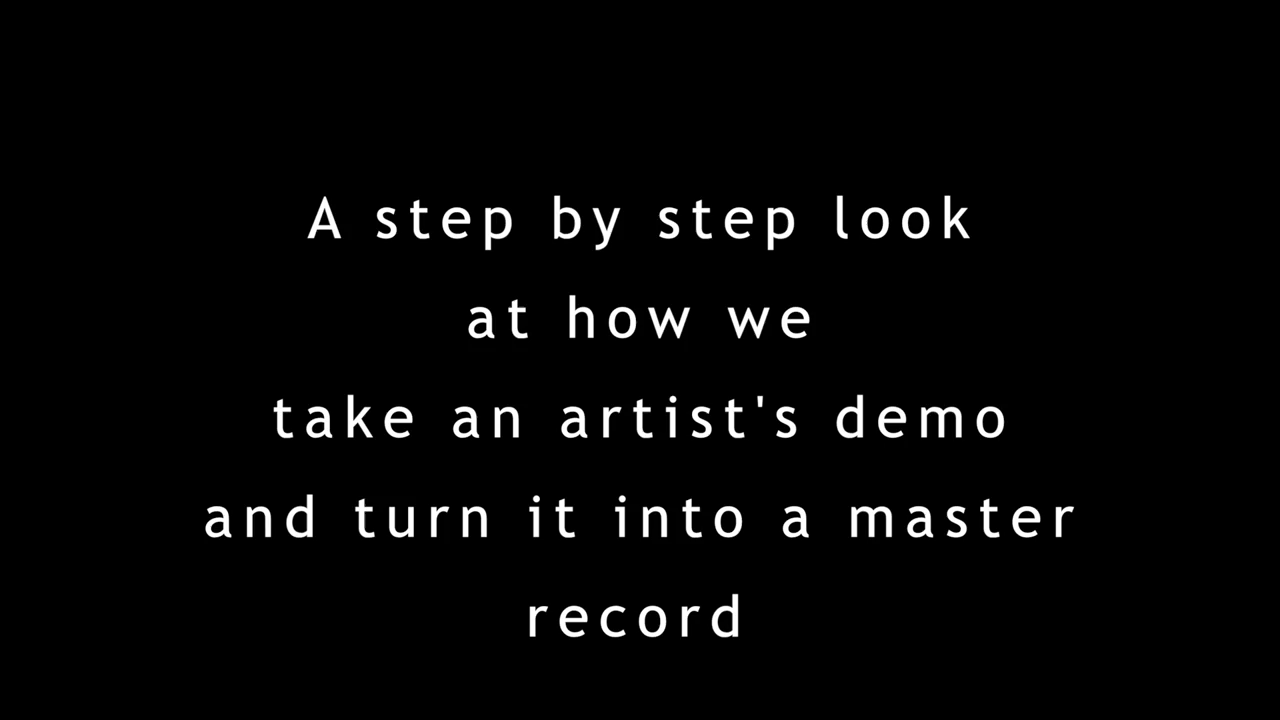 A step by step look
at how we
take an artist's demo
and turn it into a master
record